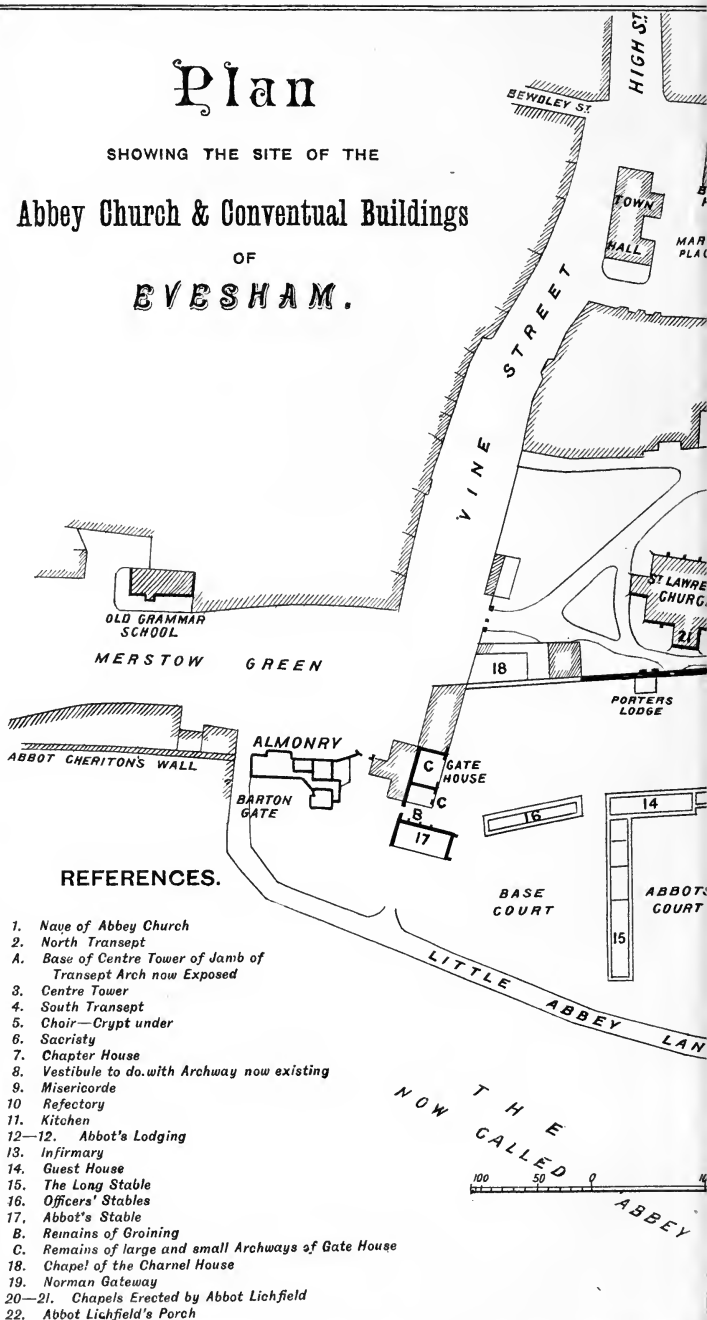 Plan
SHOWING THE SITE OF THE
Abbey Church & Conventual Buildings
OF
EVESHAM.
HIGH ST.
BEWDLEY ST.
TOWN
HALL
VINE STREET
ST LAWRE
CHURC
21
OLD GRAMMAR
SCHOOL
MERSTOW GREEN
18
PORTERS
LODGE
ABBOT CHERITON'S WALL
ALMONRY
BARTON
GATE
C
GATE
HOUSE
C
B
17
16
14
BASE
COURT
ABBOTS
COURT
15
LITTLE ABBEY LAN
THE
NOW CALLED
ABBEY
100 50 0
REFERENCES.
1. Nave of Abbey Church
2. North Transept
A. Base of Centre Tower of Jamb of
Transept Arch now Exposed
3. Centre Tower
4. South Transept
5. Choir—Crypt under
6. Sacristy
7. Chapter House
8. Vestibule to do. with Archway now existing
9. Misericorde
10 Refectory
11. Kitchen
12—12. Abbot's Lodging
13. Infirmary
14. Guest House
15. The Long Stable
16. Officers' Stables
17, Abbot's Stable
B. Remains of Groining
C. Remains of large and small Archways of Gate House
18. Chapel of the Charnel House
19. Norman Gateway
20—21. Chapels Erected by Abbot Lichfield
22. Abbot Lichfield's Porch